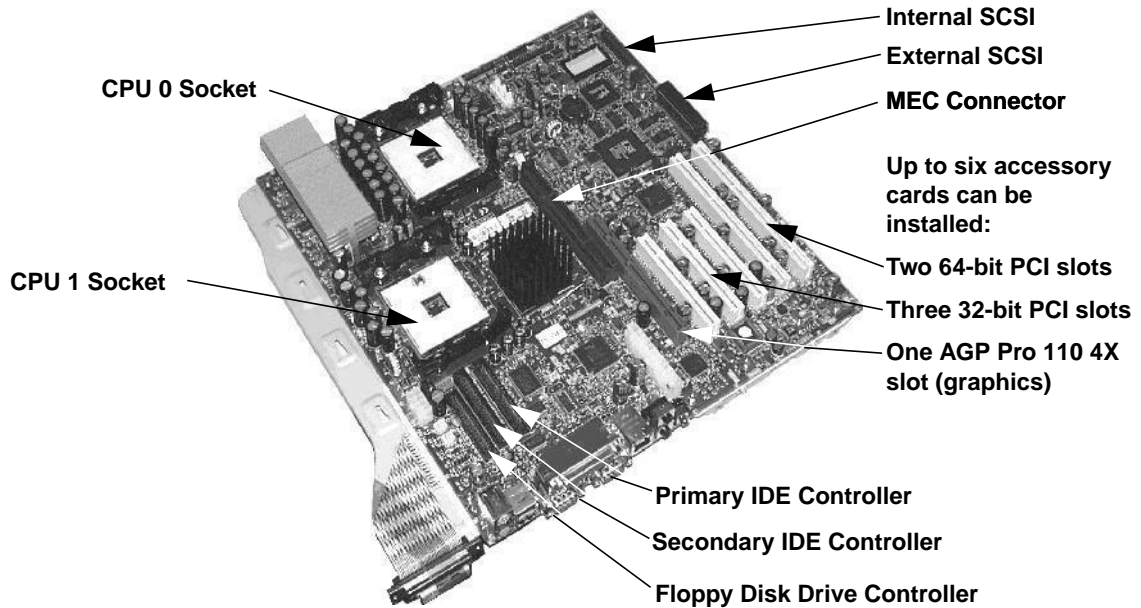 Internal SCSI
External SCSI
CPU 0 Socket
MEC Connector
Up to six accessory
cards can be
installed:
Two 64-bit PCI slots
CPU 1 Socket
Three 32-bit PCI slots
One AGP Pro 110 4X
slot (graphics)
Primary IDE Controller
Secondary IDE Controller
Floppy Disk Drive Controller